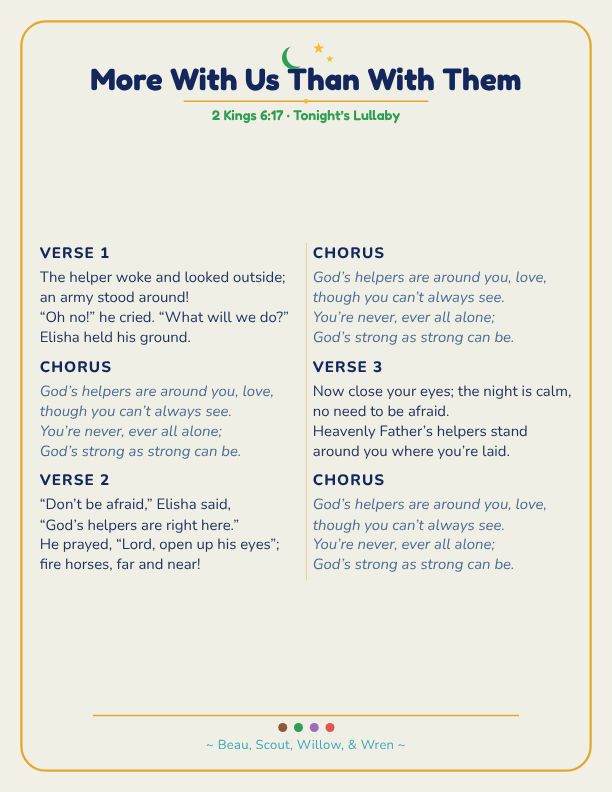 More With Us Than With Them
2 Kings 6:17 · Tonight's Lullaby
VERSE 1
The helper woke and looked outside;
an army stood around!
“Oh no!” he cried. “What will we do?”
Elisha held his ground.
CHORUS
God’s helpers are around you, love,
though you can’t always see.
You’re never, ever all alone;
God’s strong as strong can be.
VERSE 2
“Don’t be afraid,” Elisha said,
“God’s helpers are right here.”
He prayed, “Lord, open up his eyes”;
fire horses, far and near!
CHORUS
God’s helpers are around you, love,
though you can’t always see.
You’re never, ever all alone;
God’s strong as strong can be.
VERSE 3
Now close your eyes; the night is calm,
no need to be afraid.
Heavenly Father’s helpers stand
around you where you’re laid.
CHORUS
God’s helpers are around you, love,
though you can’t always see.
You’re never, ever all alone;
God’s strong as strong can be.
~ Beau, Scout, Willow, & Wren ~